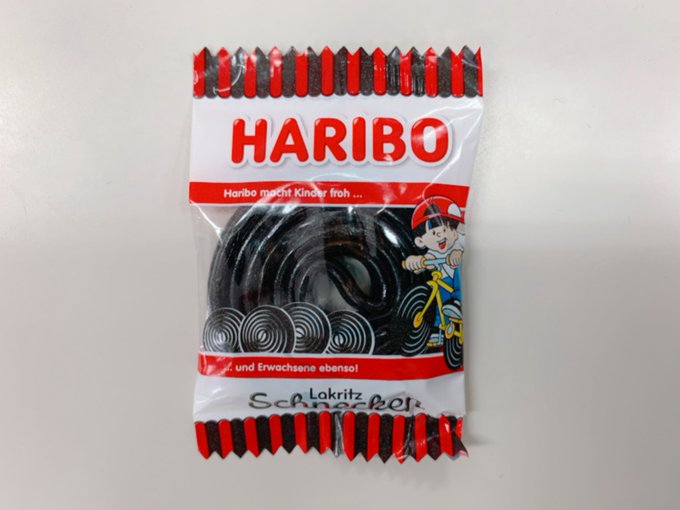 HARIBO
Haribo macht Kinder froh ...
... und Erwachsene ebenso!
Lakritz
Schnecken